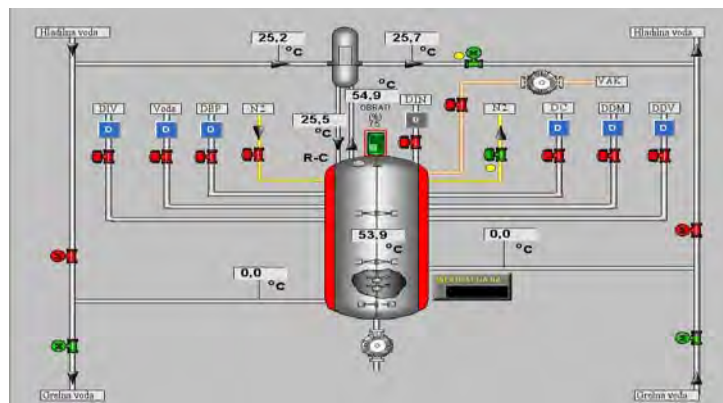 Hladilna voda
25,2
°C
25,7
°C
Hladilna voda
VAK
DIV
Voda
DBP
N2
54,9
°C
OBRATI
(%)
75
DIN
N2
DC
DDM
DDV
D
D
D
D
D
D
D
25,5
°C
R-C
53,9
°C
0,0
°C
0,0
°C
Grelna voda
Grelna voda